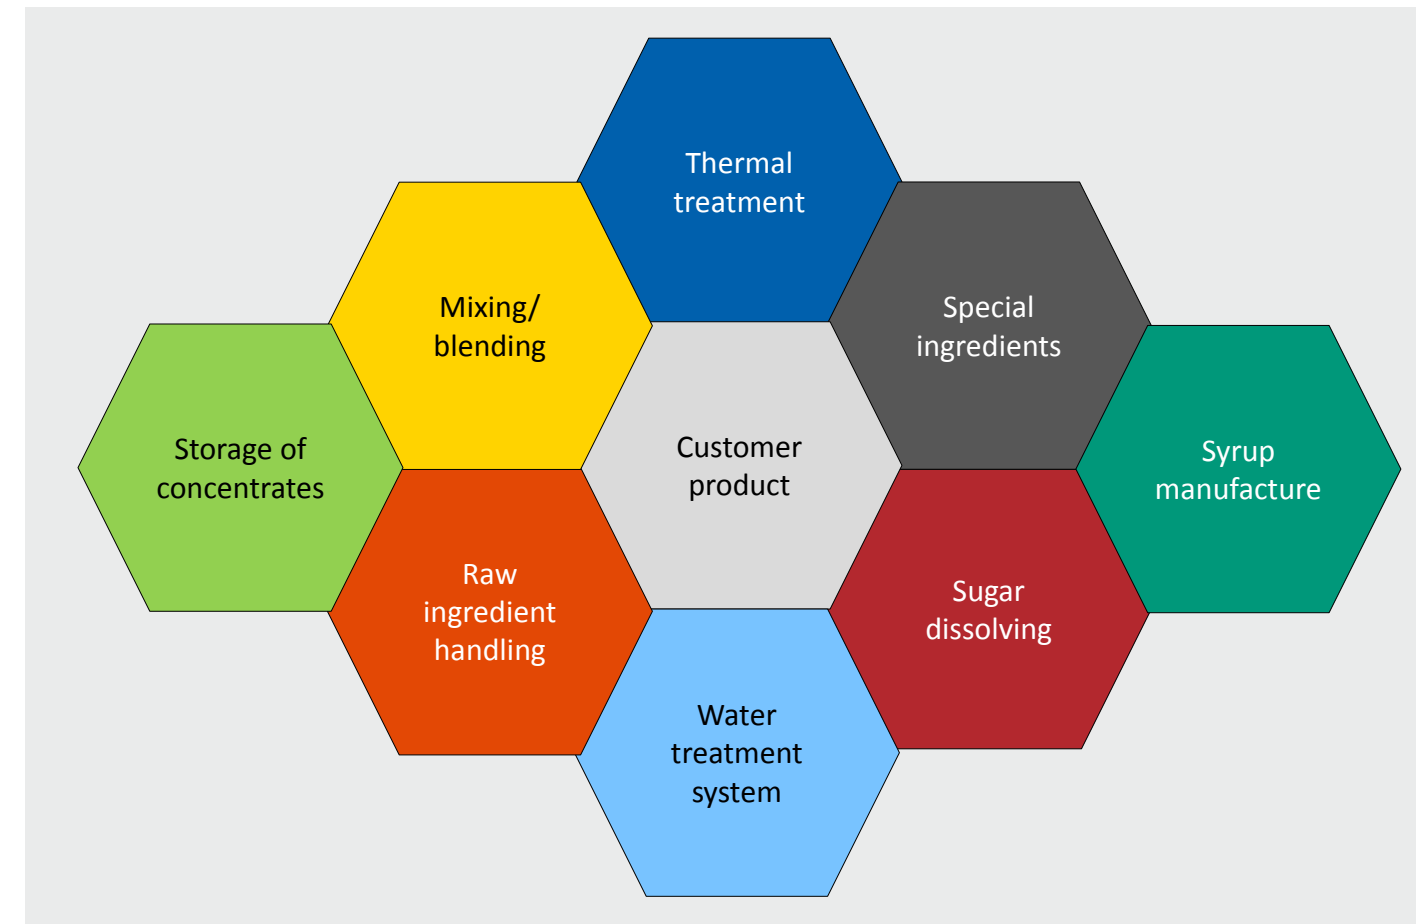 Thermal
treatment
Mixing/
blending
Special
ingredients
Storage of
concentrates
Customer
product
Syrup
manufacture
Raw
ingredient
handling
Sugar
dissolving
Water
treatment
system